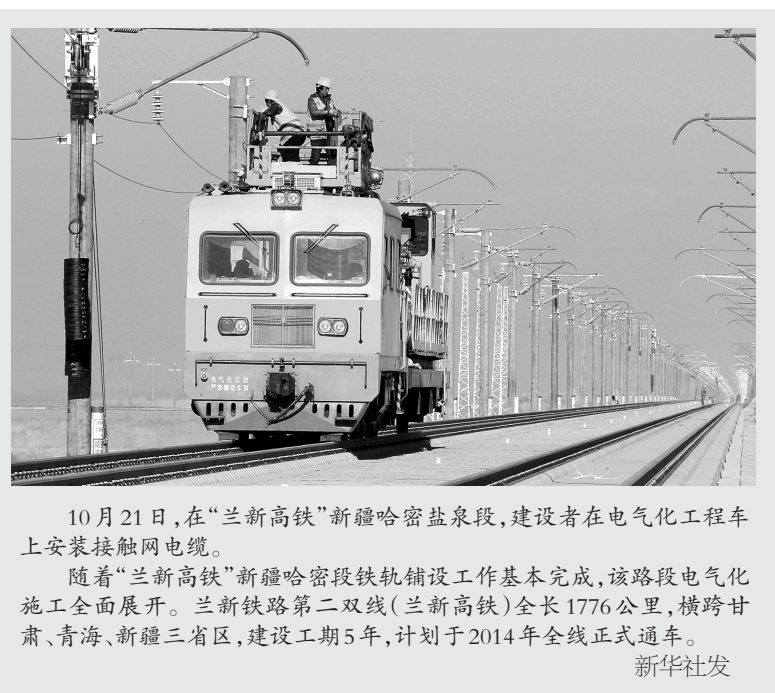 电气化区段
严禁攀登车顶
10月21日，在“兰新高铁”新疆哈密盐泉段，建设者在电气化工程车
上安装接触网电缆。
随着“兰新高铁”新疆哈密段铁轨铺设工作基本完成，该路段电气化
施工全面展开。兰新铁路第二双线(兰新高铁)全长1776公里，横跨甘
肃、青海、新疆三省区，建设工期5年，计划于2014年全线正式通车。
新华社发